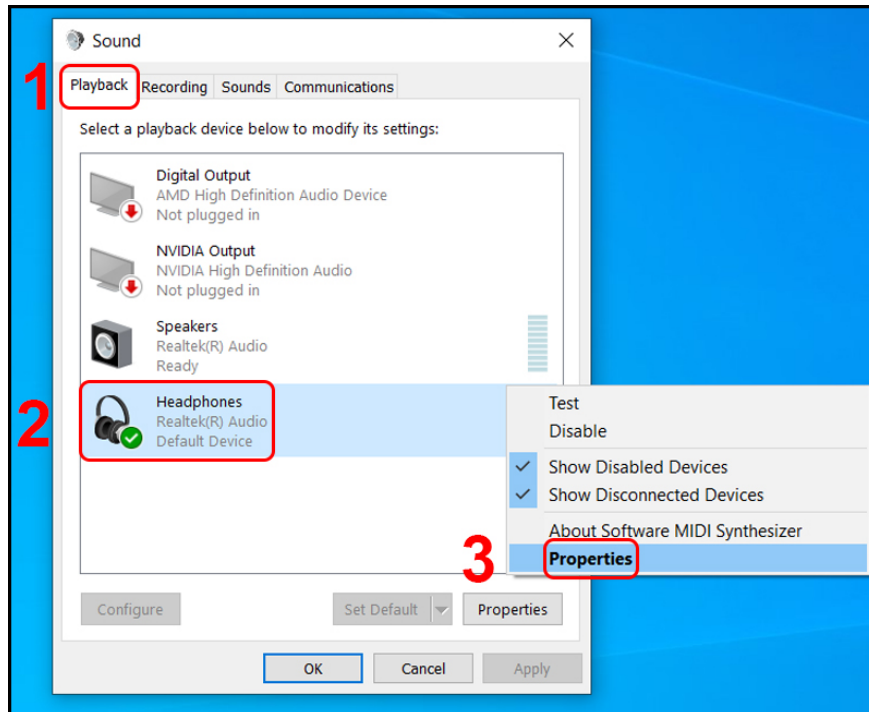 Sound
1
Playback Recording Sounds Communications
Select a playback device below to modify its settings:
Digital Output
AMD High Definition Audio Device
Not plugged in
NVIDIA Output
NVIDIA High Definition Audio
Not plugged in
Speakers
Realtek(R) Audio
Ready
2
Headphones
Realtek(R) Audio
Default Device
Test
Disable
Show Disabled Devices
Show Disconnected Devices
About Software MIDI Synthesizer
3
Properties
Configure Set Default Properties
OK Cancel Apply